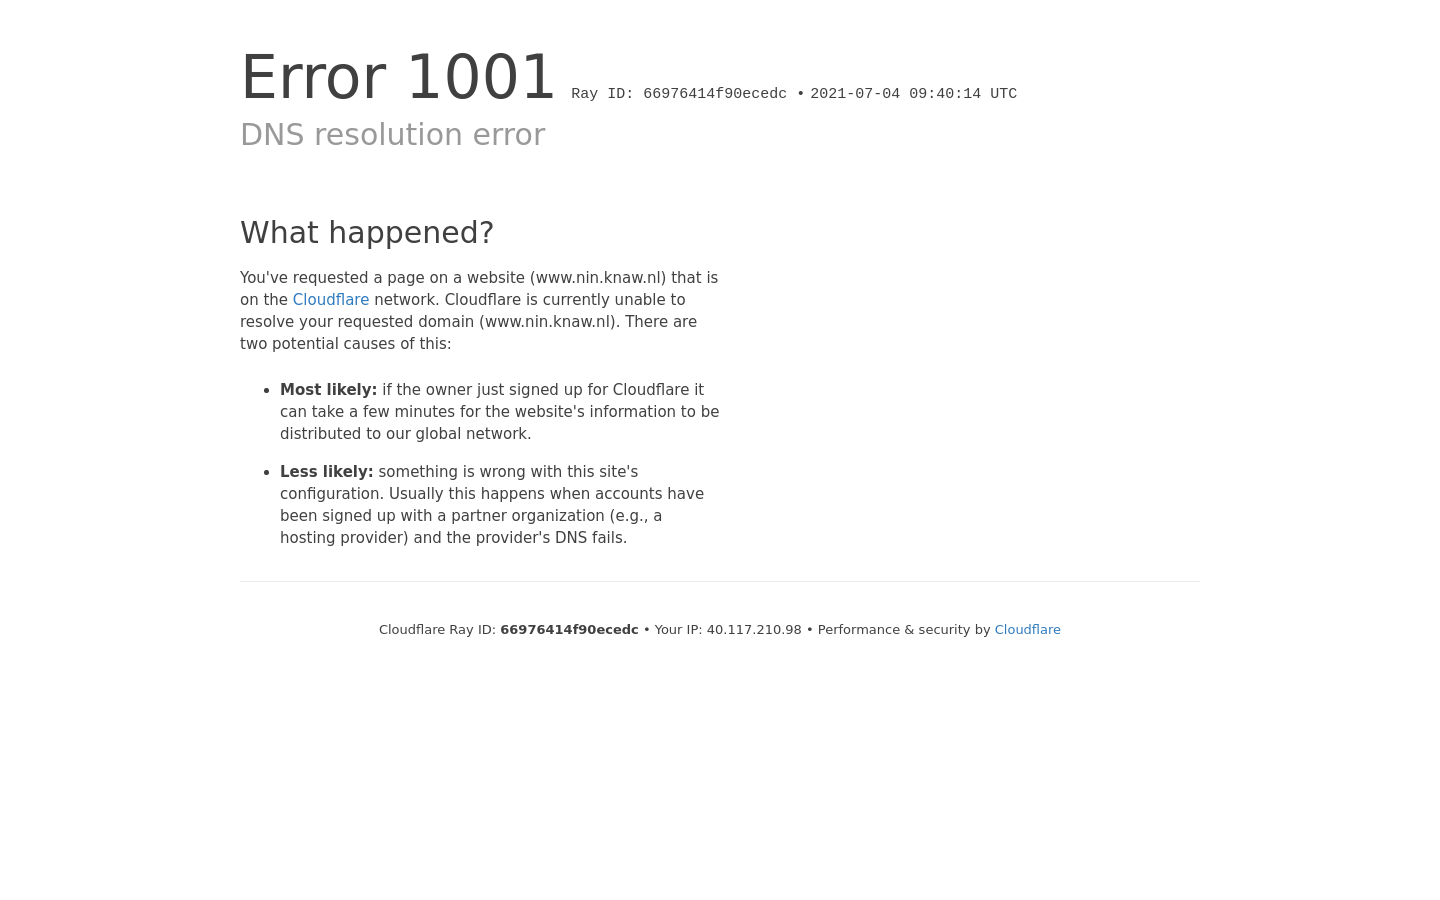 Error 1001 Ray ID: 66976414f90ecedc • 2021-07-04 09:40:14 UTC
DNS resolution error
What happened?
You've requested a page on a website (www.nin.knaw.nl) that is
on the Cloudflare network. Cloudflare is currently unable to
resolve your requested domain (www.nin.knaw.nl). There are
two potential causes of this:
• Most likely: if the owner just signed up for Cloudflare it
can take a few minutes for the website's information to be
distributed to our global network.
• Less likely: something is wrong with this site's
configuration. Usually this happens when accounts have
been signed up with a partner organization (e.g., a
hosting provider) and the provider's DNS fails.
Cloudflare Ray ID: 66976414f90ecedc • Your IP: 40.117.210.98 • Performance & security by Cloudflare